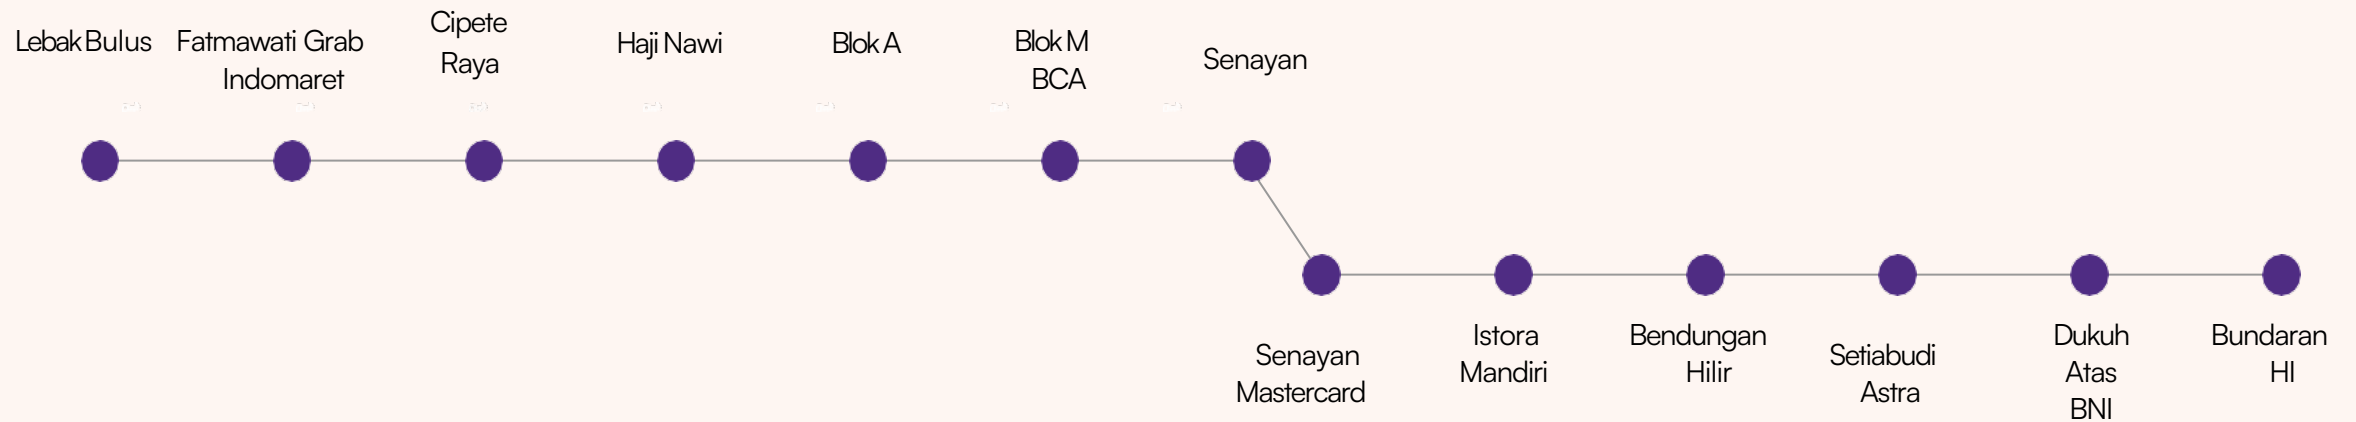 Lebak Bulus
Fatmawati Grab
Indomaret
Cipete
Raya
Haji Nawi
Blok A
Blok M
BCA
Senayan
Senayan
Mastercard
Istora
Mandiri
Bendungan
Hilir
Setiabudi
Astra
Dukuh
Atas
BNI
Bundaran
HI